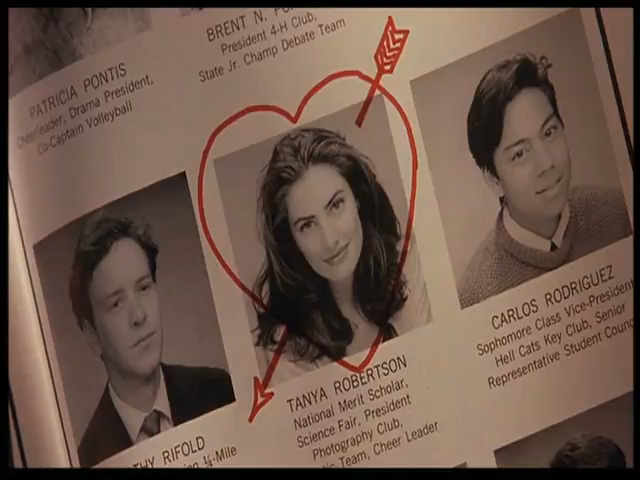 PATRICIA PONTIS
Cheerleader, Drama President,
Co-Captain Volleyball
BRENT N.
President 4-H Club,
State Jr. Champ Debate Team
RIFOLD
¼-Mile
TANYA ROBERTSON
National Merit Scholar,
Science Fair, President
Photography Club,
Team, Cheer Leader
CARLOS RODRIGUEZ
Sophomore Class Vice-President
Hell Cats Key Club, Senior
Representative Student